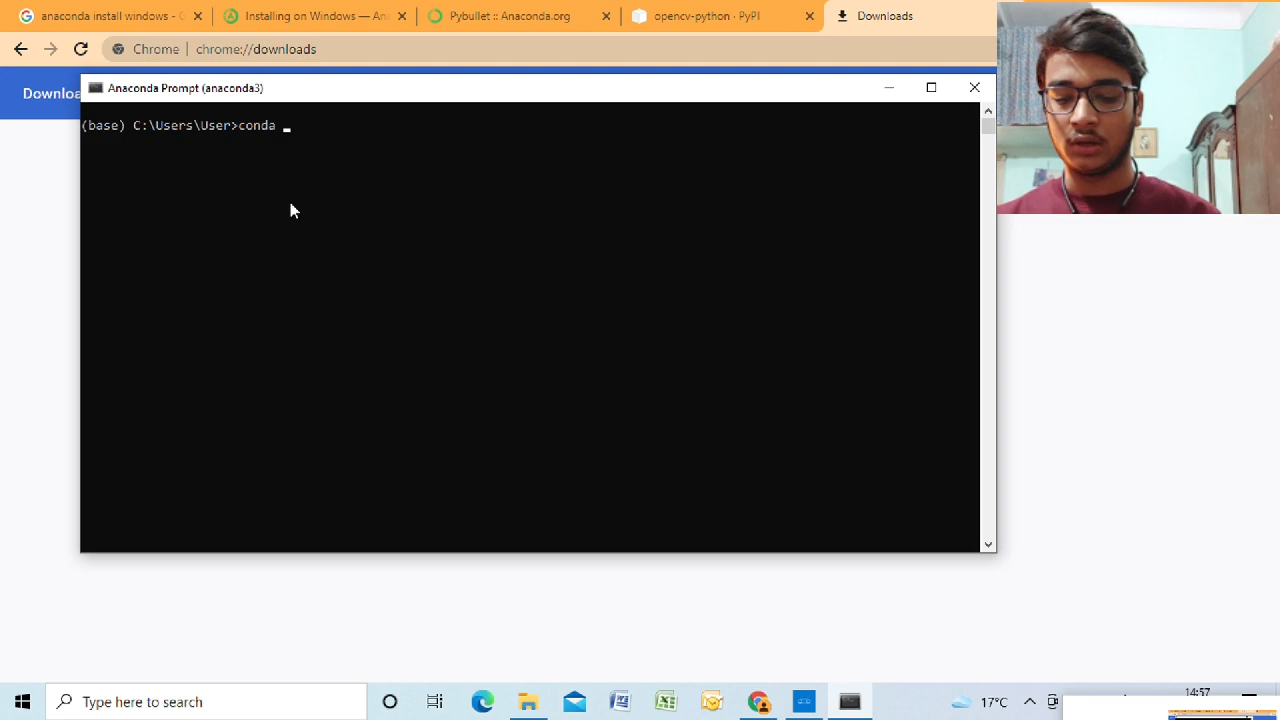 anaconda install windows - G
Installing on Windows — Ana
Pybullet :: Anaconda.org
opencv-python · PyPI
Downloads
Chrome
chrome://downloads
Downloa
Anaconda Prompt (anaconda3)
(base) C:\Users\User>conda
Type here to search
17°C
14:57